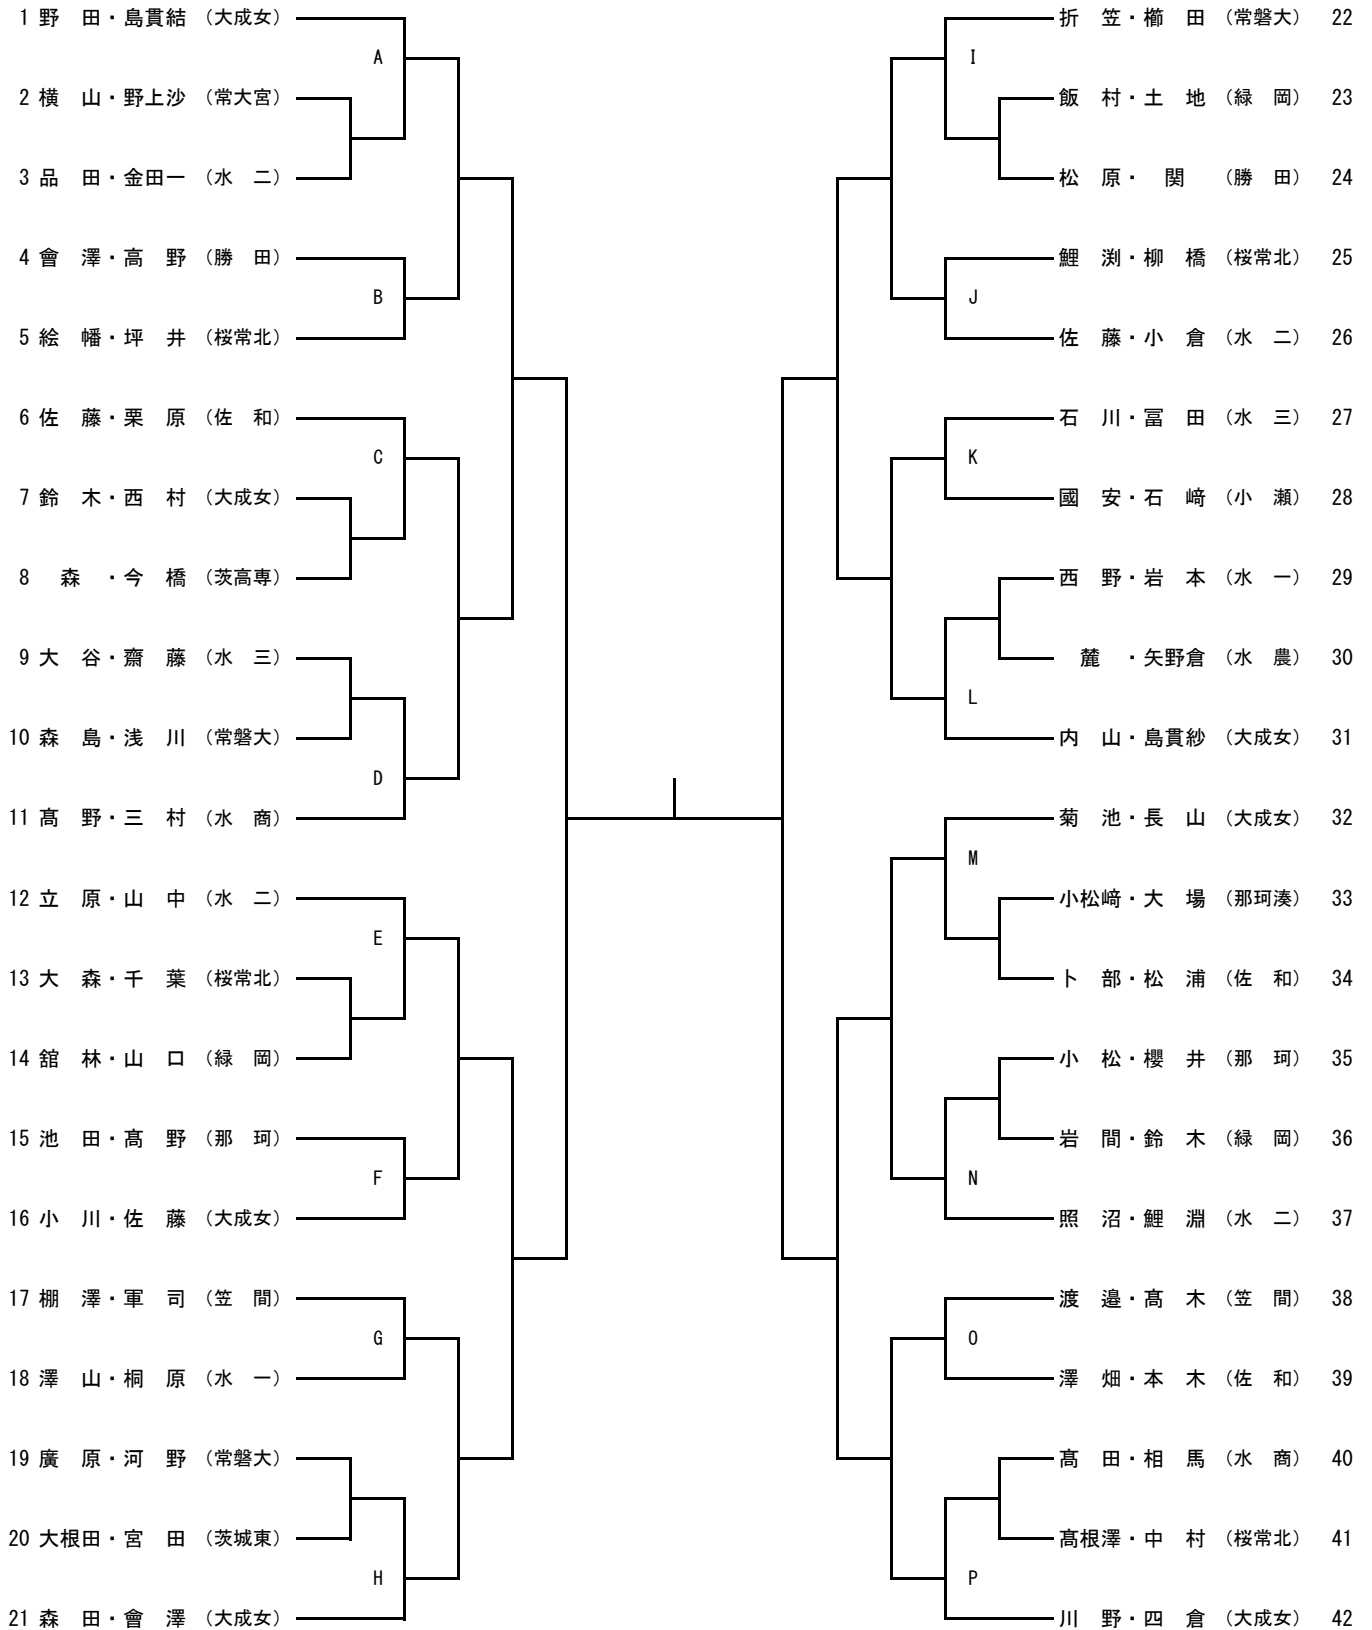 1 野　田・島貫結 （大成女）
A
2 横　山・野上沙 （常大宮）
3 品　田・金田一 （水　二）
4 會　澤・高　野 （勝　田）
B
5 絵　幡・坪　井 （桜常北）
6 佐　藤・栗　原 （佐　和）
C
7 鈴　木・西　村 （大成女）
8 　森　・今　橋 （茨高専）
9 大　谷・齋　藤 （水　三）
10 森　島・浅　川 （常磐大）
D
11 髙　野・三　村 （水　商）
12 立　原・山　中 （水　二）
E
13 大　森・千　葉 （桜常北）
14 舘　林・山　口 （緑　岡）
15 池　田・髙　野 （那　珂）
F
16 小　川・佐　藤 （大成女）
17 棚　澤・軍　司 （笠　間）
G
18 澤　山・桐　原 （水　一）
19 廣　原・河　野 （常磐大）
20 大根田・宮　田 （茨城東）
H
21 森　田・會　澤 （大成女）
折　笠・櫛　田 （常磐大） 22
I
飯　村・土　地 （緑　岡） 23
松　原・　関　 （勝　田） 24
鯉　渕・柳　橋 （桜常北） 25
J
佐　藤・小　倉 （水　二） 26
石　川・冨　田 （水　三） 27
K
國　安・石　﨑 （小　瀬） 28
西　野・岩　本 （水　一） 29
　麓　・矢野倉 （水　農） 30
L
内　山・島貫紗 （大成女） 31
菊　池・長　山 （大成女） 32
M
小松﨑・大　場 （那珂湊） 33
卜　部・松　浦 （佐　和） 34
小　松・櫻　井 （那　珂） 35
岩　間・鈴　木 （緑　岡） 36
N
照　沼・鯉　淵 （水　二） 37
渡　邉・髙　木 （笠　間） 38
O
澤　畑・本　木 （佐　和） 39
髙　田・相　馬 （水　商） 40
髙根澤・中　村 （桜常北） 41
P
川　野・四　倉 （大成女） 42